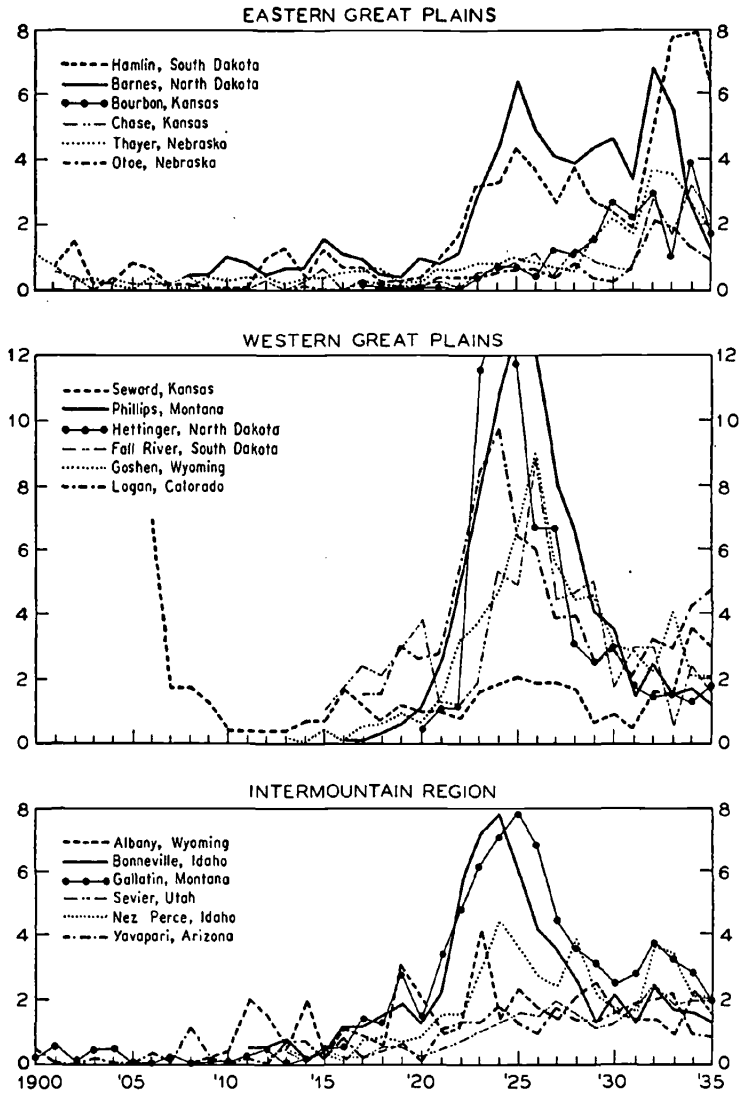 EASTERN GREAT PLAINS
8 8
Hamlin, South Dakota
Barnes, North Dakota
6 6
Bourbon, Kansas
Chase, Kansas
Thayer, Nebraska
Otoe, Nebraska
4 4
2 2
0 0
WESTERN GREAT PLAINS
12 12
Seward, Kansas
Phillips, Montana
10 10
Hettinger, North Dakota
Fall River, South Dakota
Goshen, Wyoming
8 8
Logan, Colorado
6 6
4 4
2 2
0 0
INTERMOUNTAIN REGION
8 8
Albany, Wyoming
Bonneville, Idaho
6 6
Gallatin, Montana
Sevier, Utah
Nez Perce, Idaho
4 4
Yavapari, Arizona
2 2
0 0
1900 '05 '10 '15 '20 '25 '30 '35